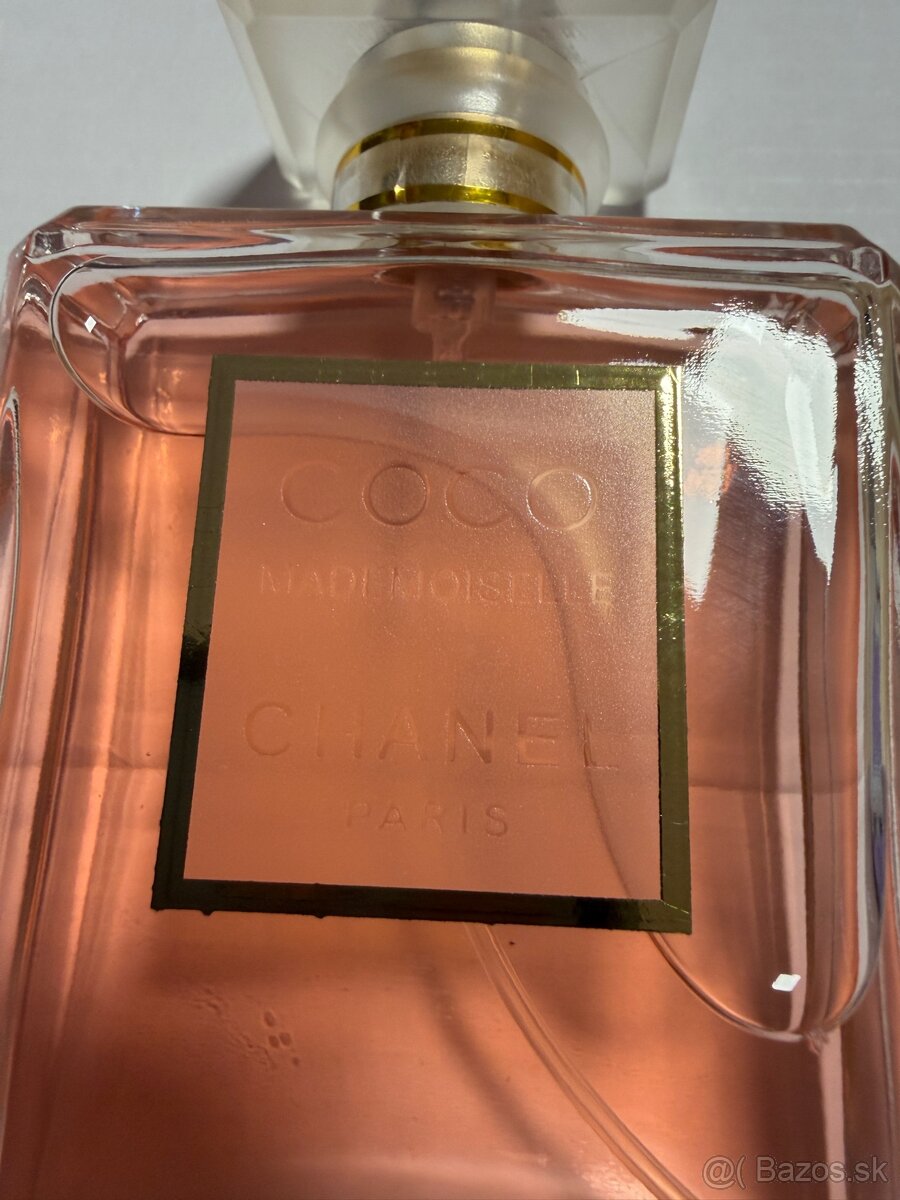 COCO
MADEMOISELLE
CHANEL
PARIS
@( Bazos.sk